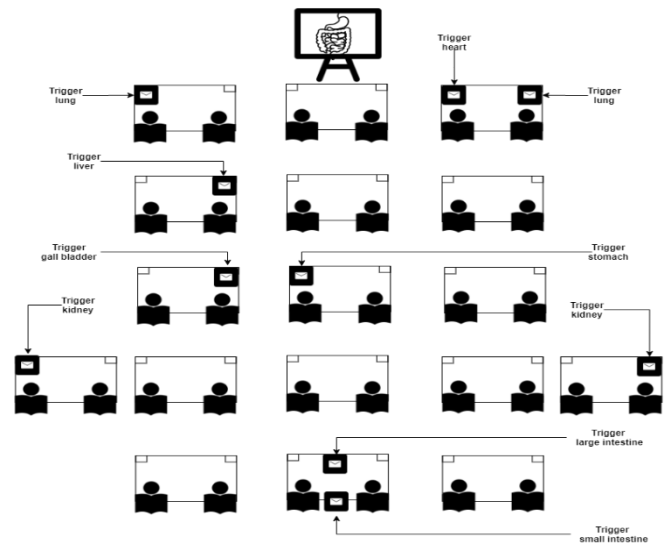 Trigger
heart
Trigger
lung
Trigger
lung
Trigger
liver
Trigger
gall bladder
Trigger
stomach
Trigger
kidney
Trigger
kidney
Trigger
large intestine
Trigger
small intestine